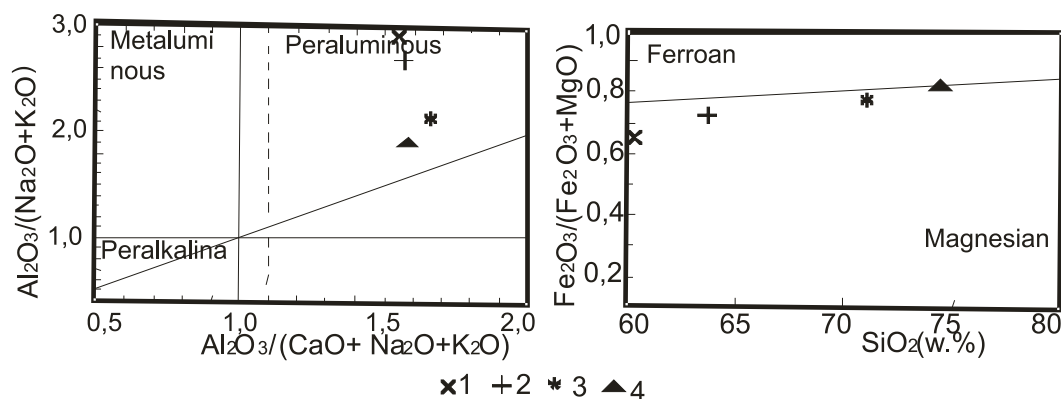 3,0
2,0
1,0
Al₂O₃/(Na₂O+K₂O)
Metalumi
nous
Peraluminous
Peralkalina
0,5
1,0
1,5
2,0
Al₂O₃/(CaO+ Na₂O+K₂O)
1,0
0,8
0,6
0,4
0,2
Fe₂O₃/(Fe₂O₃+MgO)
Ferroan
Magnesian
60
65
71
75
80
SiO₂(w.%)
1 2 3 4